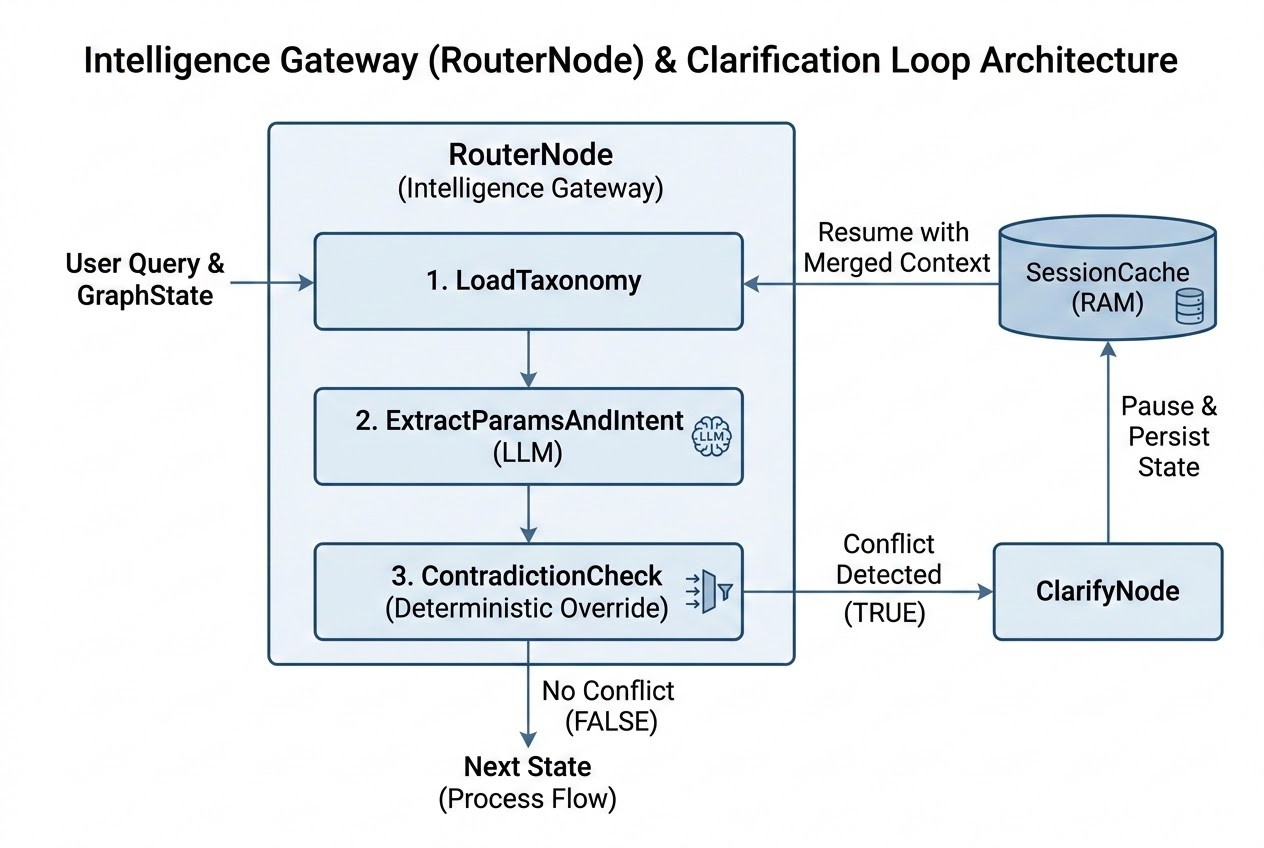 Intelligence Gateway (RouterNode) & Clarification Loop Architecture
RouterNode
(Intelligence Gateway)
User Query &
GraphState
1. LoadTaxonomy
Resume with
Merged Context
SessionCache
(RAM)
2. ExtractParamsAndIntent
(LLM)
LLM
Pause &
Persist
State
3. ContradictionCheck
(Deterministic Override)
Conflict
Detected
(TRUE)
ClarifyNode
No Conflict
(FALSE)
Next State
(Process Flow)